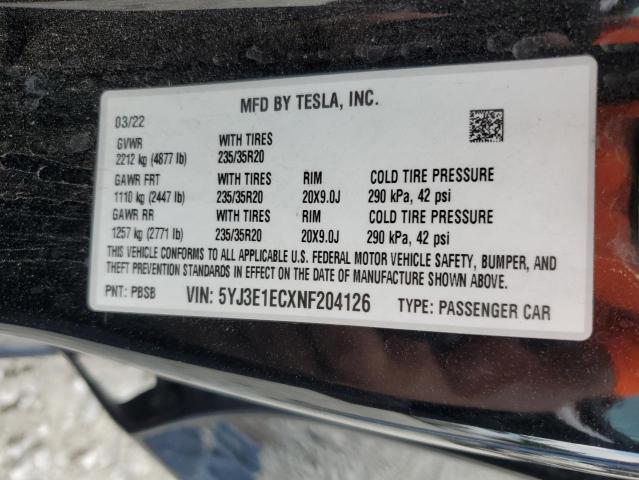 MFD BY TESLA, INC.
03/22
GVWR WITH TIRES
2212 kg (4877 lb) 235/35R20
GAWR FRT WITH TIRES RIM COLD TIRE PRESSURE
1110 kg (2447 lb) 235/35R20 20X9.0J 290 kPa, 42 psi
GAWR RR WITH TIRES RIM COLD TIRE PRESSURE
1257 kg (2771 lb) 235/35R20 20X9.0J 290 kPa, 42 psi
THIS VEHICLE CONFORMS TO ALL APPLICABLE U.S. FEDERAL MOTOR VEHICLE SAFETY, BUMPER, AND
THEFT PREVENTION STANDARDS IN EFFECT ON THE DATE OF MANUFACTURE SHOWN ABOVE.
PNT: PBSB VIN: 5YJ3E1ECXNF204126 TYPE: PASSENGER CAR